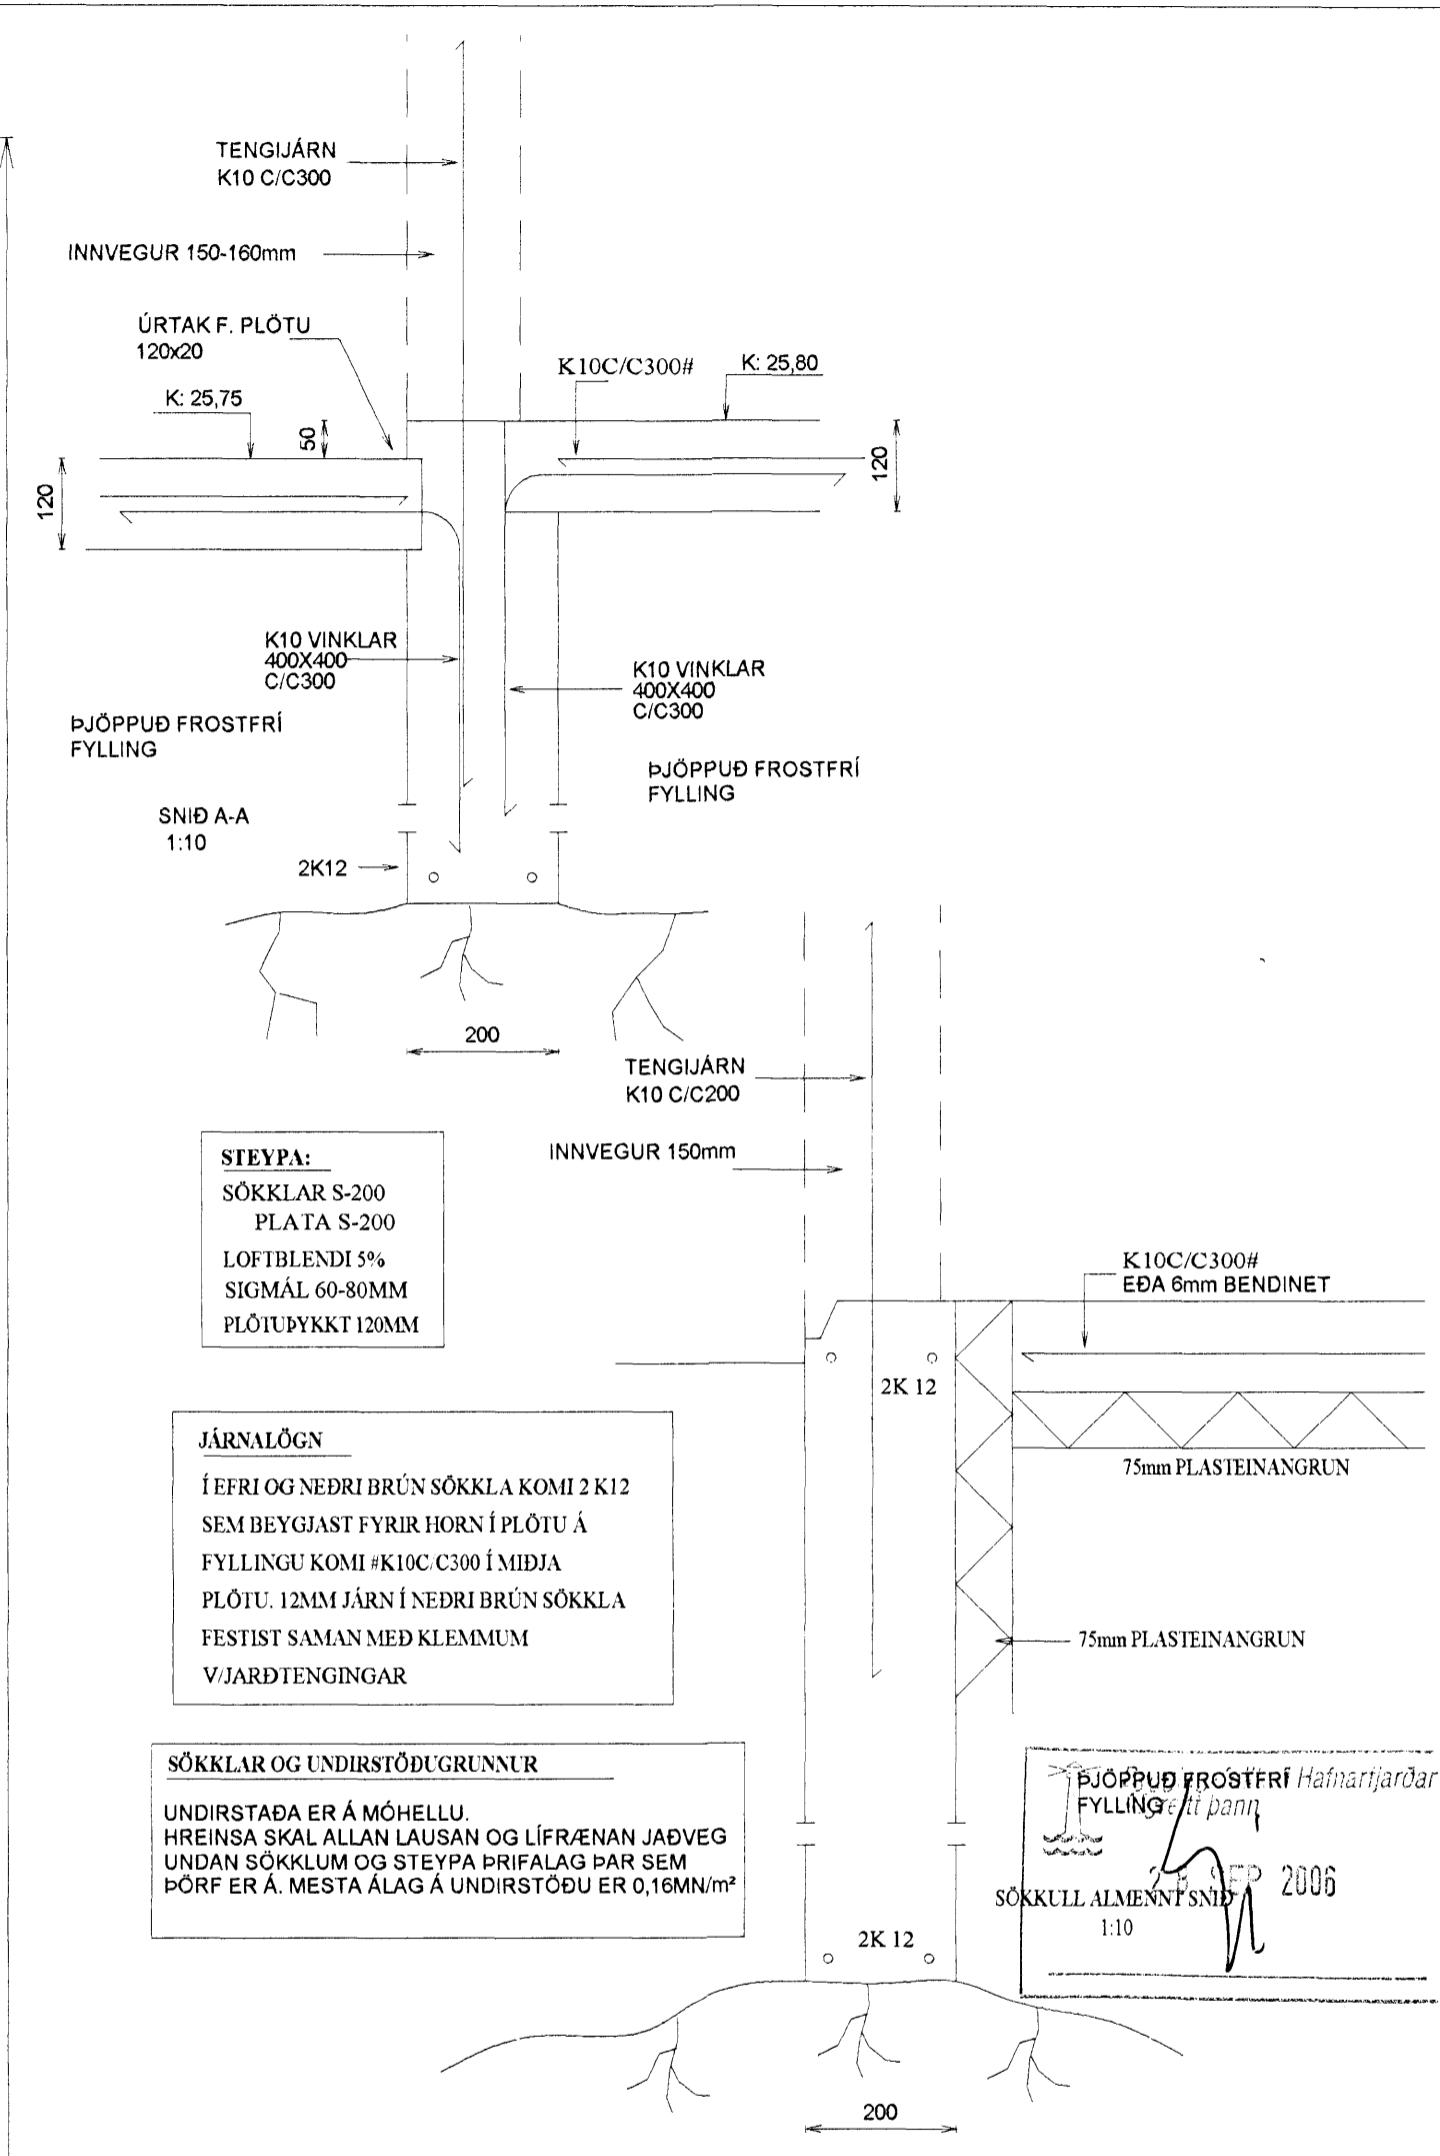 TENGIJÁRN
K10 C/C300
INNVEGUR 150-160mm
ÚRTAK F. PLÖTU
120x20
K10C/C300#
K: 25,80
K: 25,75
50
120
120
K10 VINKLAR
400X400
C/C300
K10 VINKLAR
400X400
C/C300
ÞJÖPPUÐ FROSTFRÍ
FYLLING
ÞJÖPPUÐ FROSTFRÍ
FYLLING
SNIÐ A-A
1:10
2K12
200
TENGIJÁRN
K10 C/C200
INNVEGUR 150mm
STEYPA:
SÖKKLAR S-200
PLATA S-200
LOFTBLENDI 5%
SIGMÁL 60-80MM
PLÖTUÞYKKT 120MM
K10C/C300#
EÐA 6mm BENDINET
2K 12
75mm PLASTEINANGRUN
JÁRNALÖGN
Í EFRI OG NEÐRI BRÚN SÖKKLA KOMI 2 K12
SEM BEYGJAST FYRIR HORN Í PLÖTU Á
FYLLINGU KOMI #K10C/C300 Í MIÐJA
PLÖTU. 12MM JÁRN Í NEÐRI BRÚN SÖKKLA
FESTIST SAMAN MEÐ KLEMMUM
V/JARÐTENGINGAR
75mm PLASTEINANGRUN
SÖKKLAR OG UNDIRSTÖÐUGRUNNUR
UNDIRSTAÐA ER Á MÓHELLU.
HREINSA SKAL ALLAN LAUSAN OG LÍFRÆNAN JAÐVEG
UNDAN SÖKKLUM OG STEYPA ÞRIFALAG ÞAR SEM
ÞÖRF ER Á. MESTA ÁLAG Á UNDIRSTÖÐU ER 0,16MN/m²
ÞJÖPPUÐ FROSTFRÍ
Hafnarfjarðar
FYLLING
þann
28 SEP 2006
SÖKKULL ALMENNT SNIÐ
1:10
2K 12
200